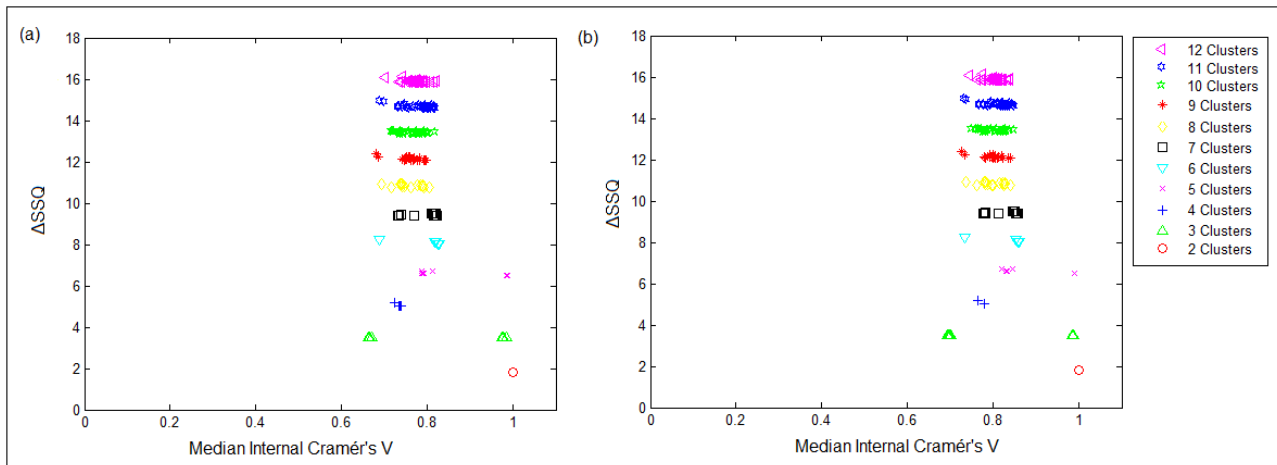 (a)
18
16
14
12
10
8
6
4
2
0
ΔSSQ
0 0.2 0.4 0.6 0.8 1
Median Internal Cramér's V
(b)
18
16
14
12
10
8
6
4
2
0
ΔSSQ
0 0.2 0.4 0.6 0.8 1
Median Internal Cramér's V
12 Clusters
11 Clusters
10 Clusters
9 Clusters
8 Clusters
7 Clusters
6 Clusters
5 Clusters
4 Clusters
3 Clusters
2 Clusters